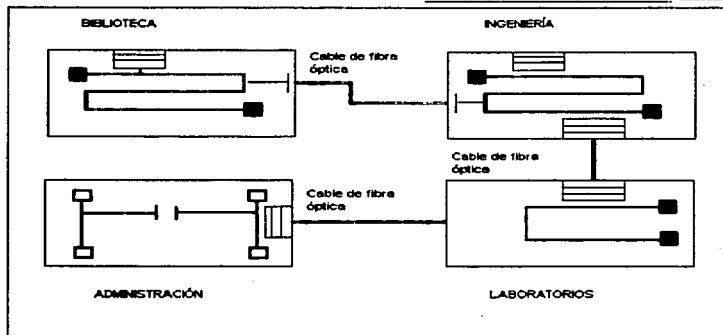 BIBLIOTECA
INGENIERÍA
Cable de fibra
óptica
Cable de fibra
óptica
Cable de fibra
óptica
ADMINISTRACIÓN
LABORATORIOS